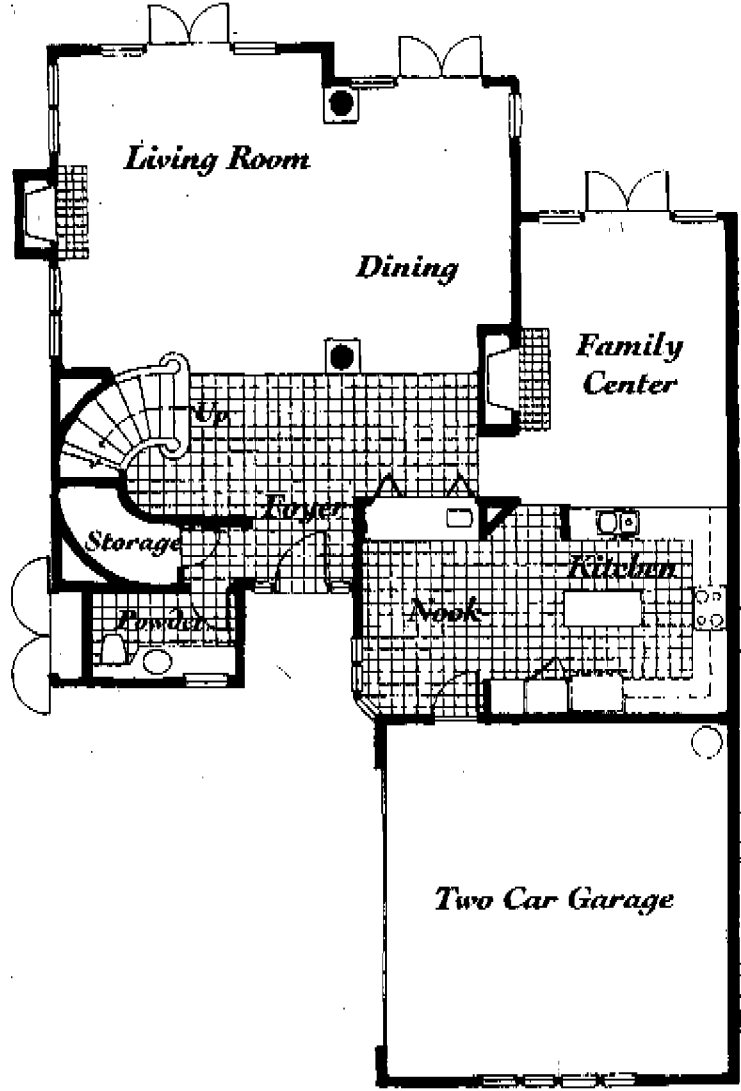 Living Room
Dining
Family
Center
Up
Foyer
Storage
Kitchen
Nook
Powder
Two Car Garage